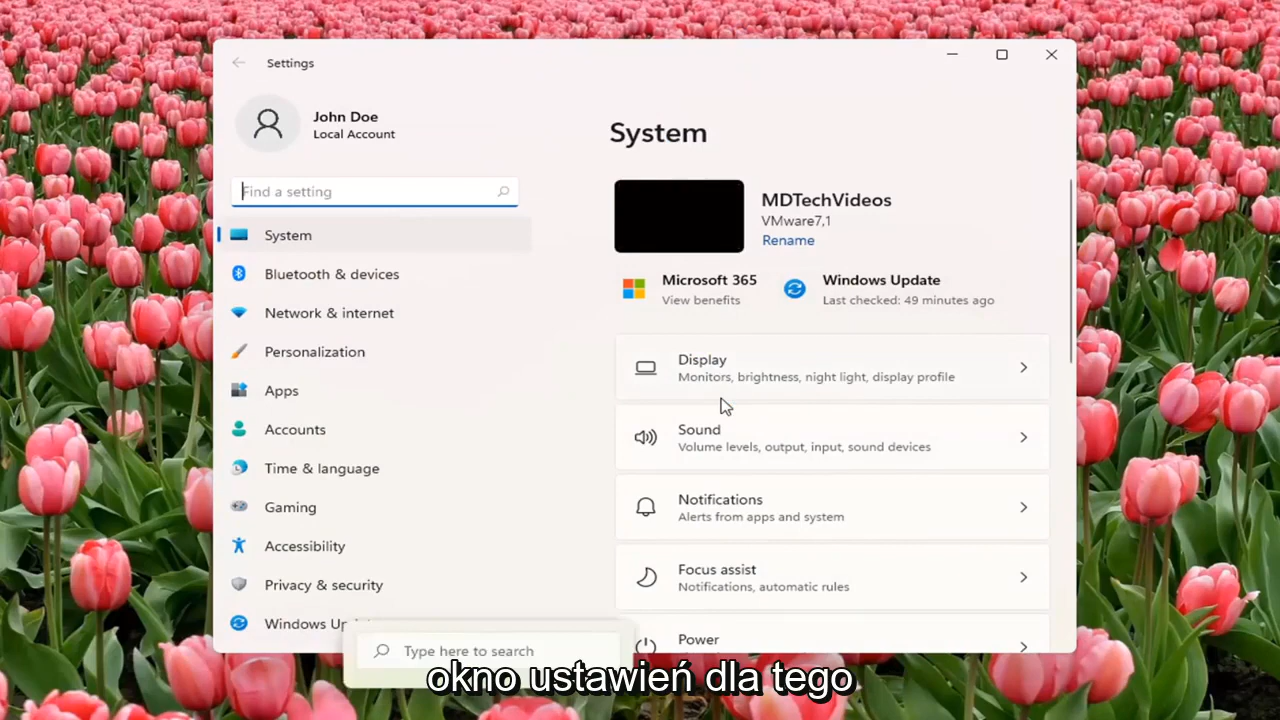 Settings
John Doe
Local Account
Find a setting
System
Bluetooth & devices
Network & internet
Personalization
Apps
Accounts
Time & language
Gaming
Accessibility
Privacy & security
Windows
System
MDTechVideos
VMware7,1
Rename
Microsoft 365
View benefits
Windows Update
Last checked: 49 minutes ago
Display
Monitors, brightness, night light, display profile
Sound
Volume levels, output, input, sound devices
Notifications
Alerts from apps and system
Focus assist
Notifications, automatic rules
Power
Type here to search
okno ustawień dla tego